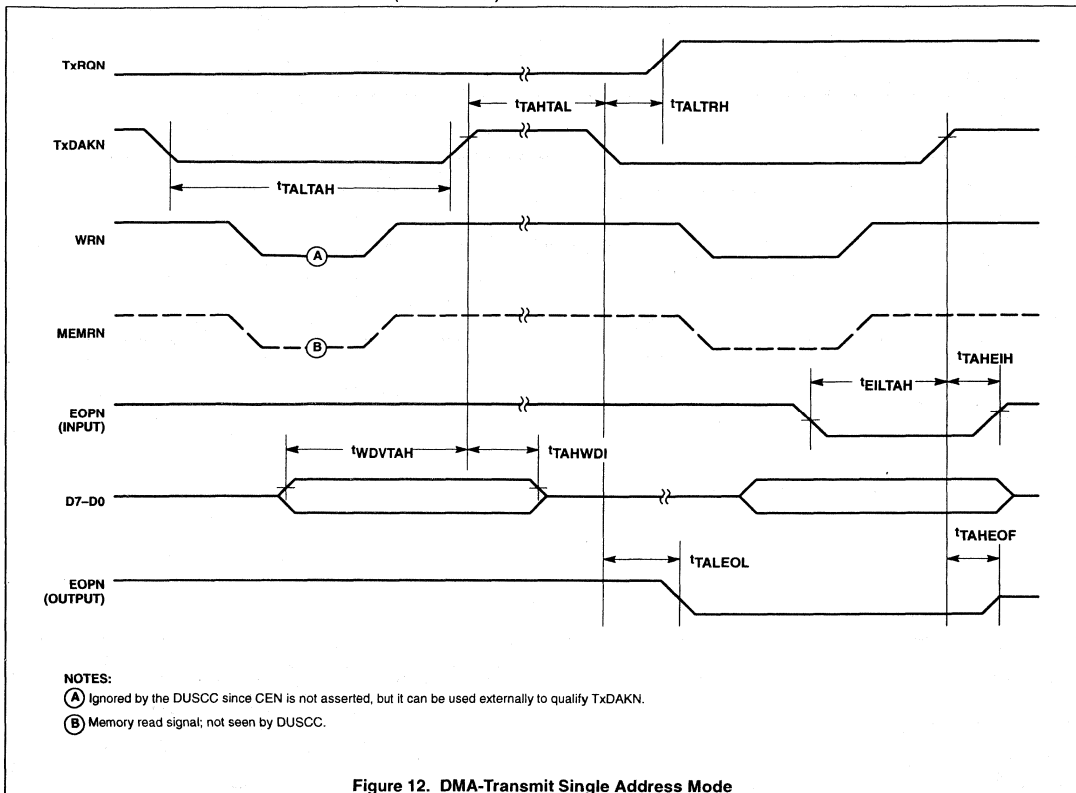 TxRQN
tTAHTAL
tTALTRH
TxDAKN
tTALTAH
WRN
A
MEMRN
B
tTAHEIH
tEILTAH
EOPN
(INPUT)
tWDVTAH
tTAHWDI
D7–D0
tTAHEOF
tTALEOL
EOPN
(OUTPUT)
NOTES:
A Ignored by the DUSCC since CEN is not asserted, but it can be used externally to qualify TxDAKN.
B Memory read signal; not seen by DUSCC.
Figure 12. DMA-Transmit Single Address Mode